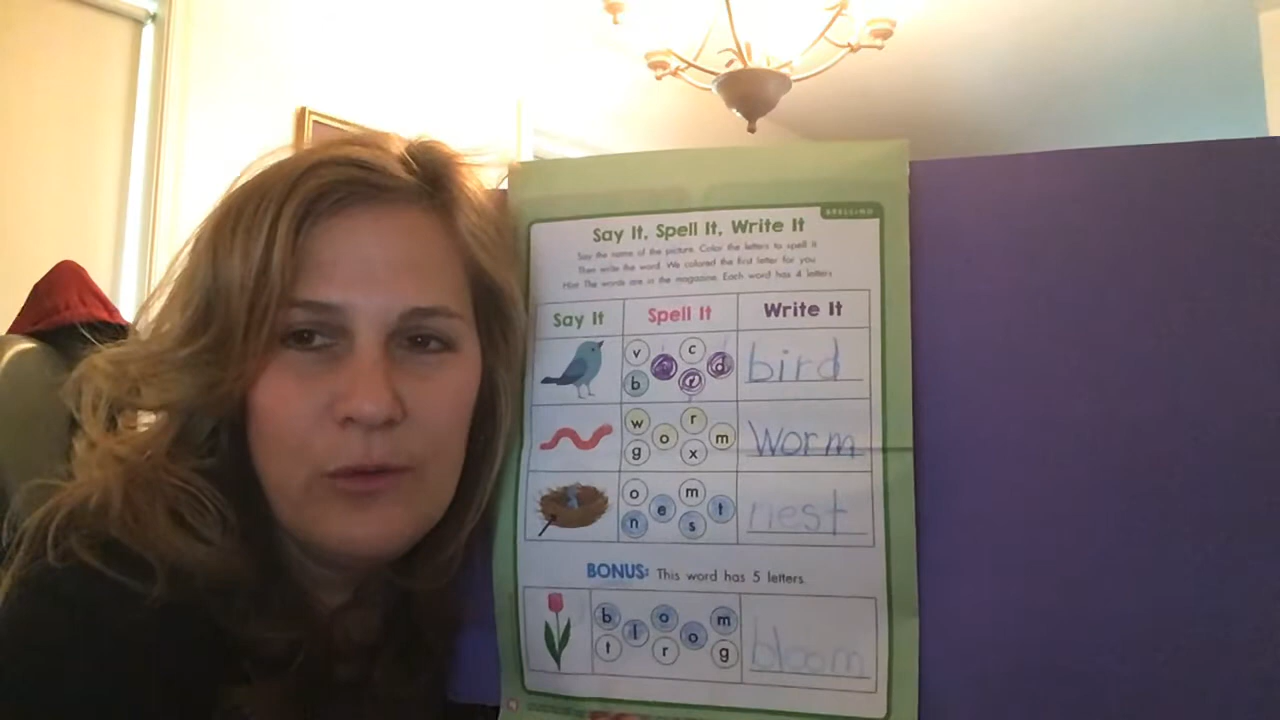 SPELLING
Say It, Spell It, Write It
Say the name of the picture. Color the letters to spell it.
Then write the word. We colored the first letter for you.
Hint: The words are in the magazine. Each word has 4 letters.
Say It Spell It Write It
v c
d
b r
bird
w r
o m
g x
worm
o m
e t
n s
nest
BONUS: This word has 5 letters.
b o m
l o
t r g
bloom